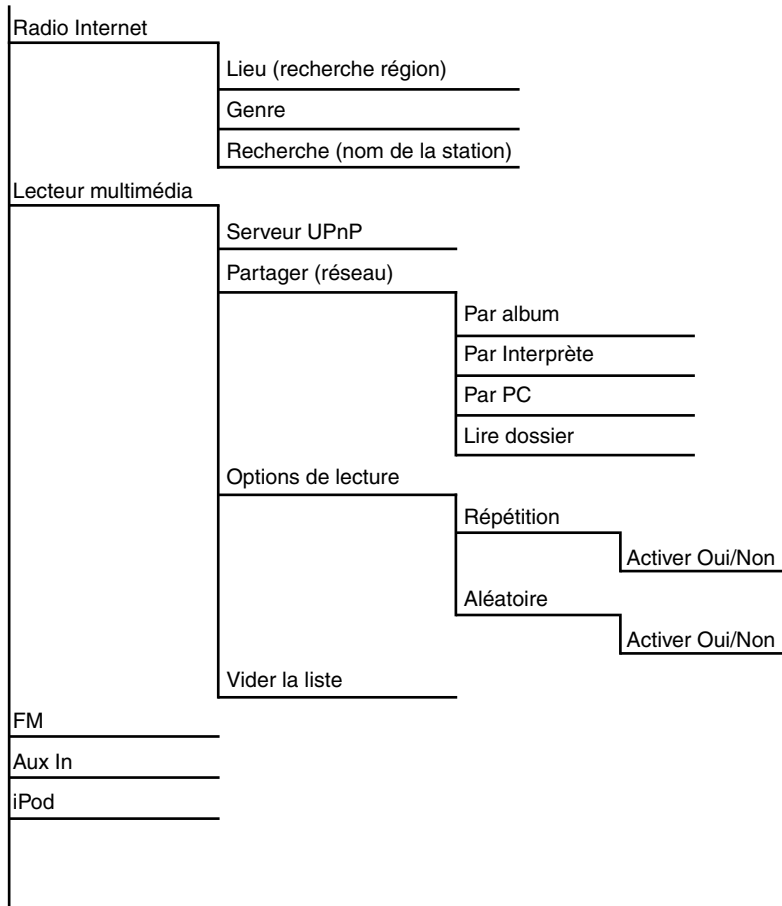 Radio Internet
Lieu (recherche région)
Genre
Recherche (nom de la station)
Lecteur multimédia
Serveur UPnP
Partager (réseau)
Par album
Par Interprète
Par PC
Lire dossier
Options de lecture
Répétition
Activer Oui/Non
Aléatoire
Activer Oui/Non
Vider la liste
FM
Aux In
iPod